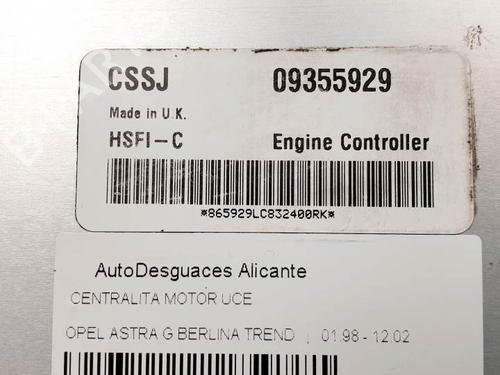 CSSJ 09355929
Made in U.K.
HSFI-C Engine Controller
*865929LC832400RK*
AutoDesguaces Alicante
CENTRALITA MOTOR UCE
OPEL ASTRA G BERLINA TREND ; 01.98 - 12.02